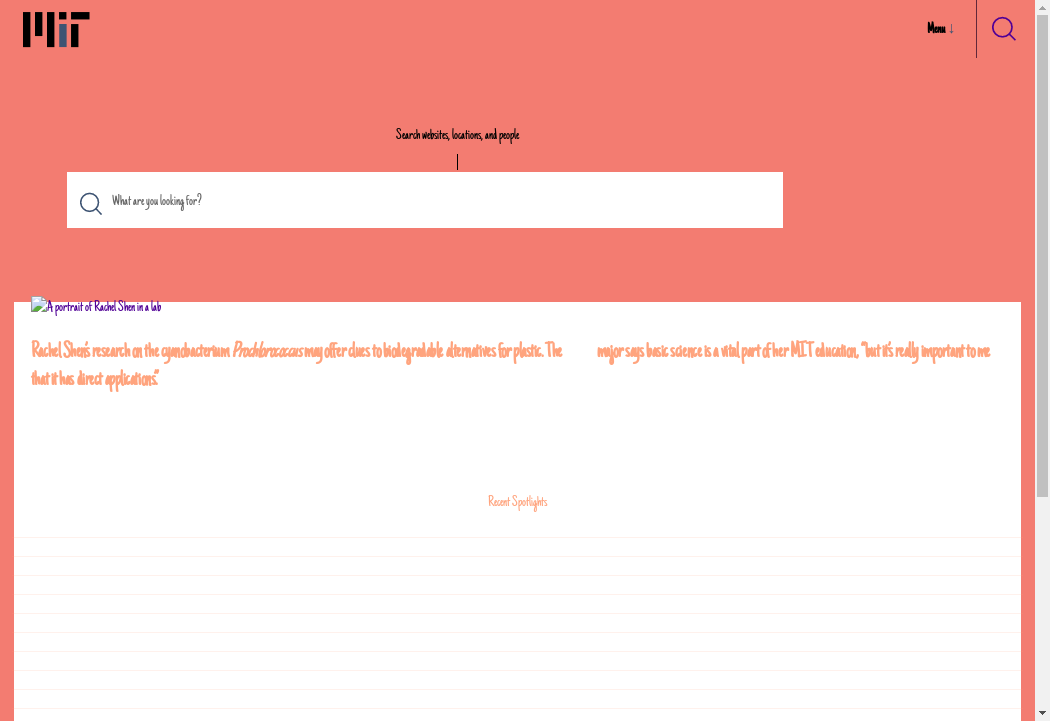 MIT
Menu ↓
Search websites, locations, and people
What are you looking for?
A portrait of Rachel Shen in a lab
Rachel Shen's research on the cyanobacterium Prochlorococcus may offer clues to biodegradable alternatives for plastic. The major says basic science is a vital part of her MIT education, “but it's really important to me
that it has direct applications.”
Recent Spotlights